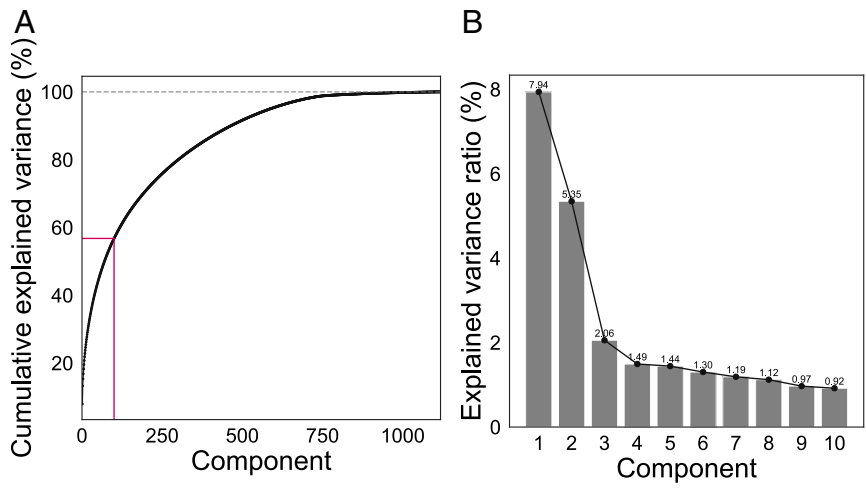 A
Cumulative explained variance (%)
100
80
60
40
20
0 250 500 750 1000
Component
B
Explained variance ratio (%)
8
6
4
2
0
7.94
5.35
2.06
1.49
1.44
1.30
1.19
1.12
0.97
0.92
1 2 3 4 5 6 7 8 9 10
Component